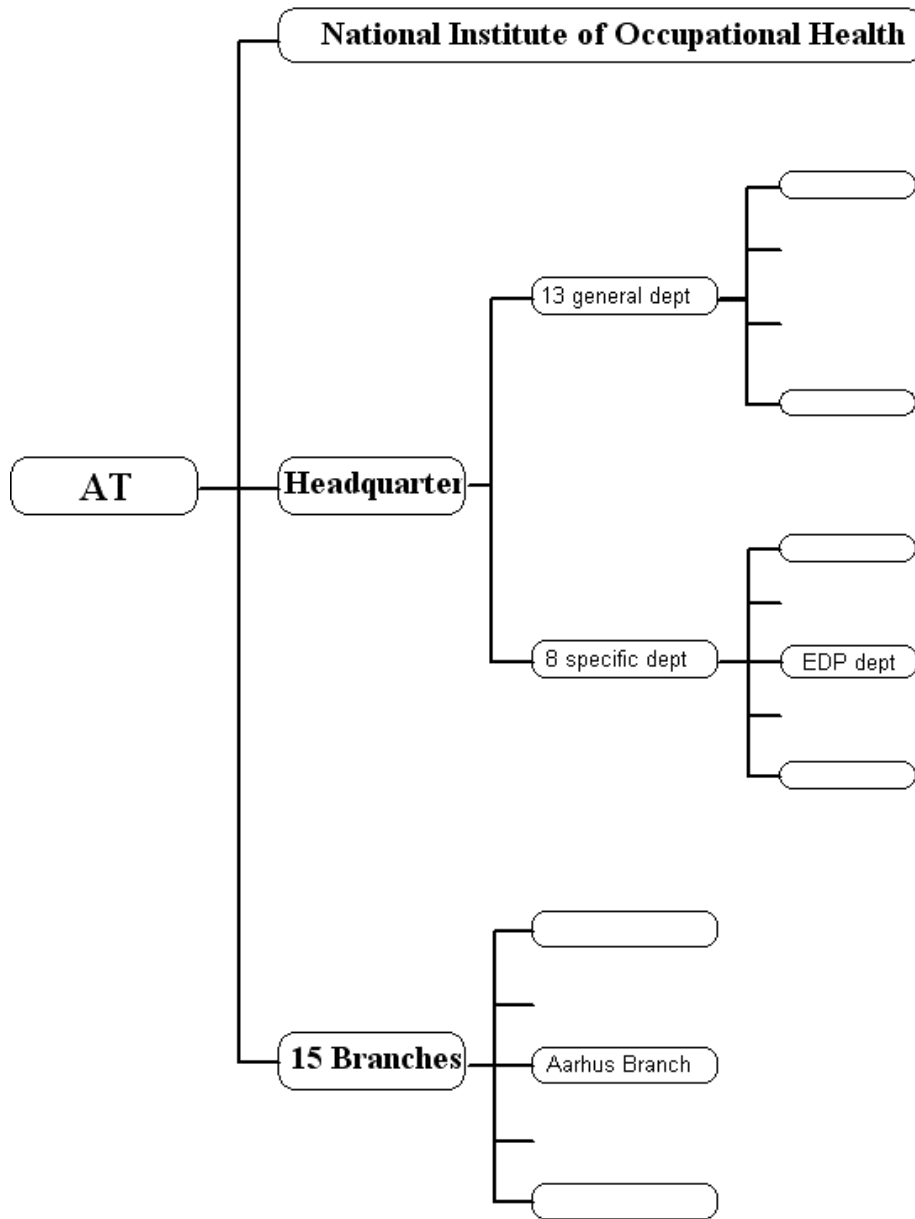 National Institute of Occupational Health
13 general dept
AT
Headquarter
8 specific dept
EDP dept
15 Branches
Aarhus Branch